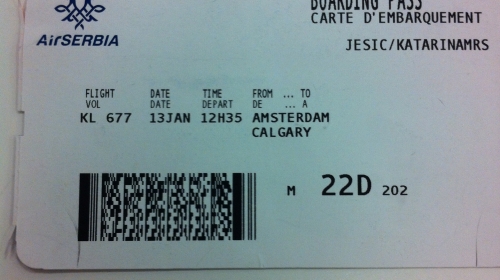 BOARDING PASS
CARTE D'EMBARQUEMENT
AirSERBIA
JESIC/KATARINAMRS
FLIGHT DATE TIME FROM ... TO
VOL DATE DEPART DE ... A
KL 677 13JAN 12H35 AMSTERDAM
CALGARY
M 22D 202